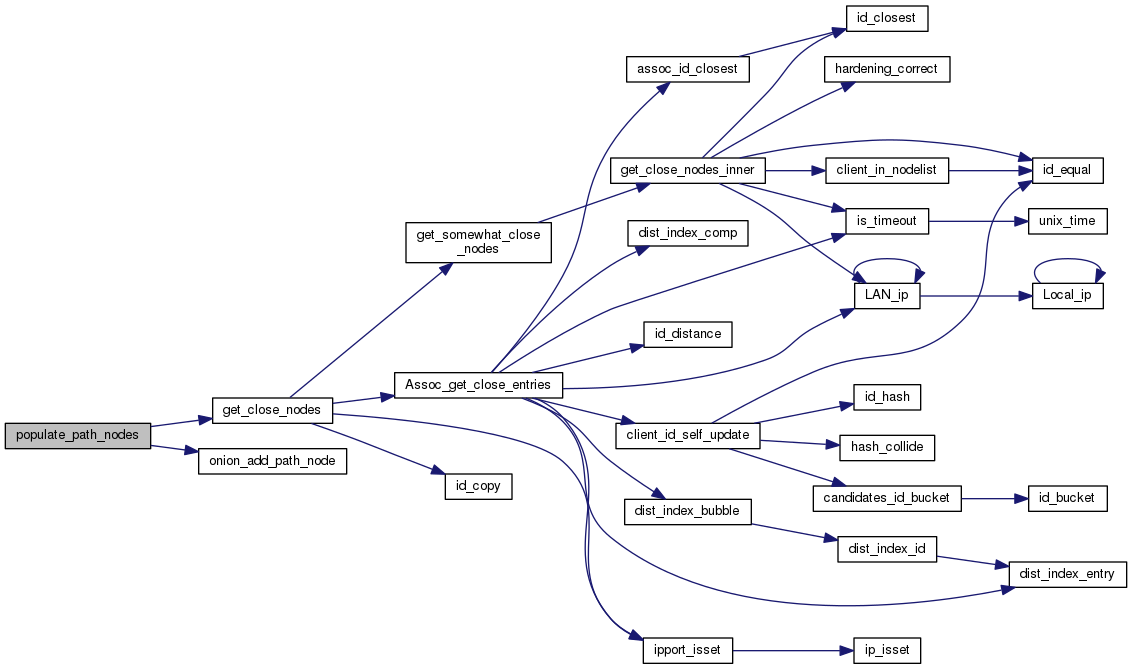 id_closest
assoc_id_closest
hardening_correct
get_close_nodes_inner
client_in_nodelist
id_equal
get_somewhat_close
_nodes
dist_index_comp
is_timeout
unix_time
LAN_ip
Local_ip
id_distance
Assoc_get_close_entries
id_hash
get_close_nodes
populate_path_nodes
client_id_self_update
hash_collide
onion_add_path_node
id_copy
candidates_id_bucket
id_bucket
dist_index_bubble
dist_index_id
dist_index_entry
ipport_isset
ip_isset